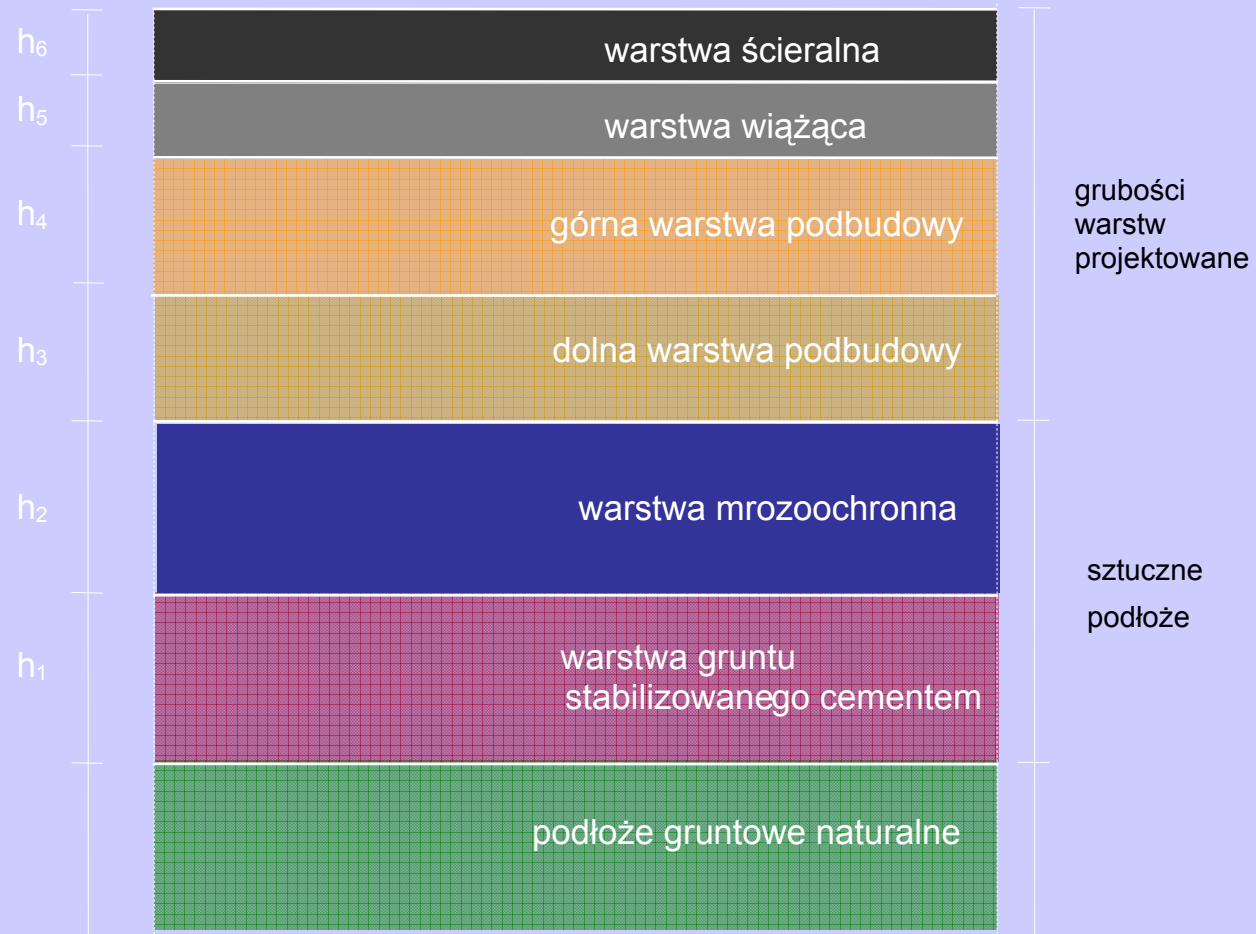 h₆
warstwa ścieralna
h₅
warstwa wiążąca
h₄
górna warstwa podbudowy
grubości
warstw
projektowane
h₃
dolna warstwa podbudowy
h₂
warstwa mrozoochronna
sztuczne
podłoże
h₁
warstwa gruntu
stabilizowanego cementem
podłoże gruntowe naturalne